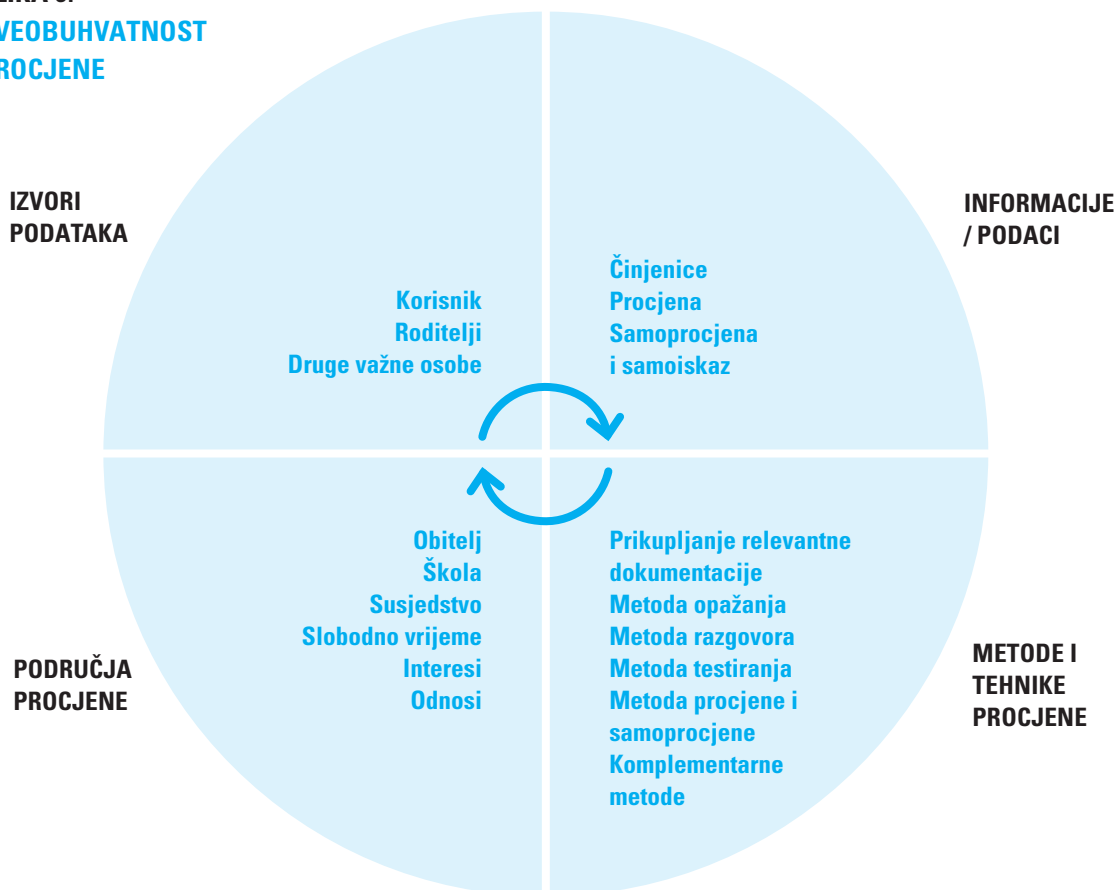 VEOBUHVATNOST
ROCJENE
IZVORI
PODATAKA
Korisnik
Roditelji
Druge važne osobe
INFORMACIJE
/ PODACI
Činjenice
Procjena
Samoprocjena
i samoiskaz
PODRUČJA
PROCJENE
Obitelj
Škola
Susjedstvo
Slobodno vrijeme
Interesi
Odnosi
Prikupljanje relevantne
dokumentacije
Metoda opažanja
Metoda razgovora
Metoda testiranja
Metoda procjene i
samoprocjene
Komplementarne
metode
METODE I
TEHNIKE
PROCJENE